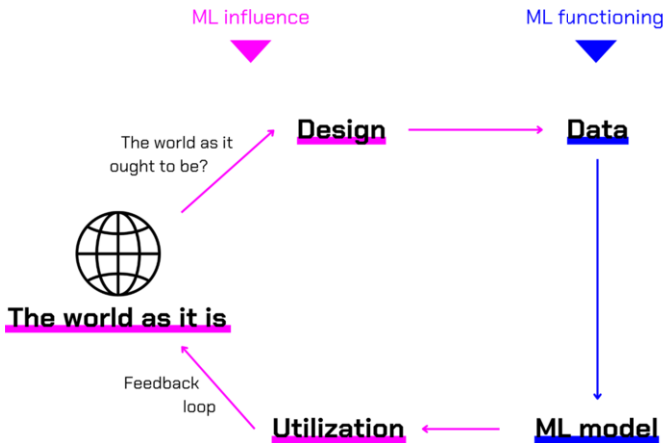 ML influence
ML functioning
The world as it
ought to be?
Design
Data
The world as it is
Feedback
loop
Utilization
ML model